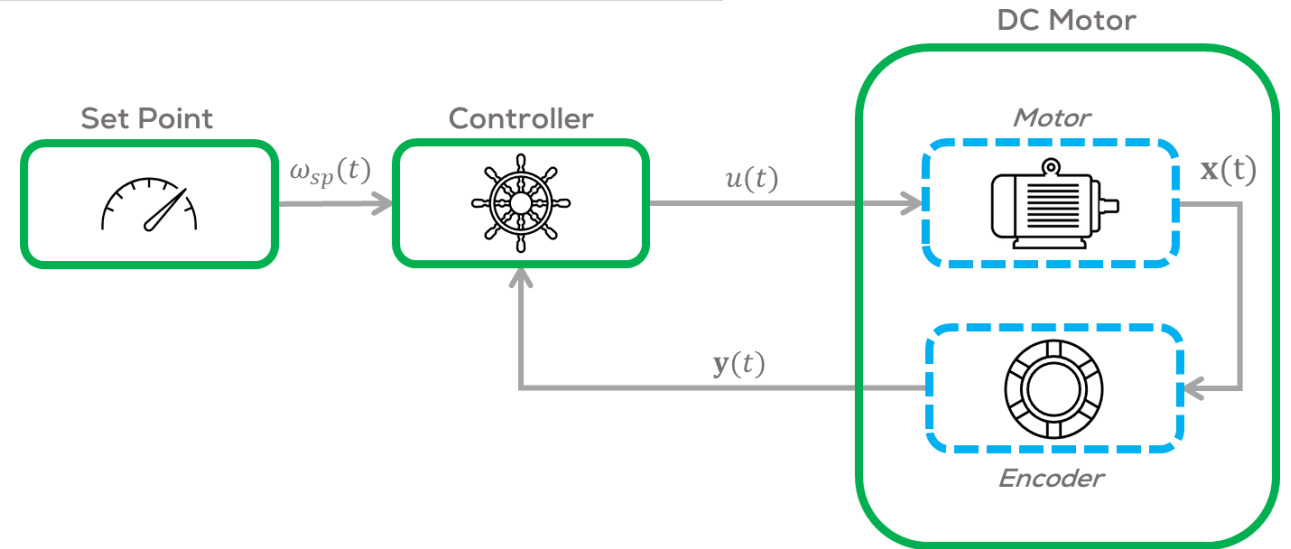 DC Motor
Set Point
Controller
Motor
ω_sp(t)
u(t)
𝐱(t)
𝐲(t)
Encoder